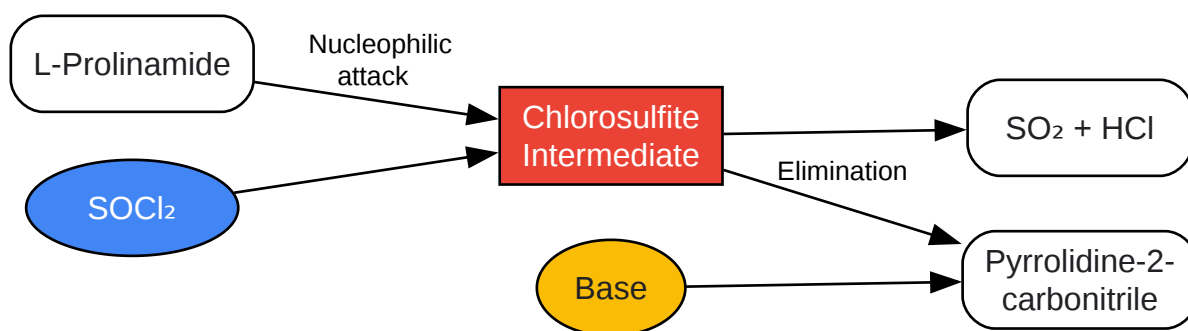 L-Prolinamide
Nucleophilic
attack
SOCl₂
Chlorosulfite
Intermediate
SO₂ + HCl
Elimination
Base
Pyrrolidine-2-
carbonitrile